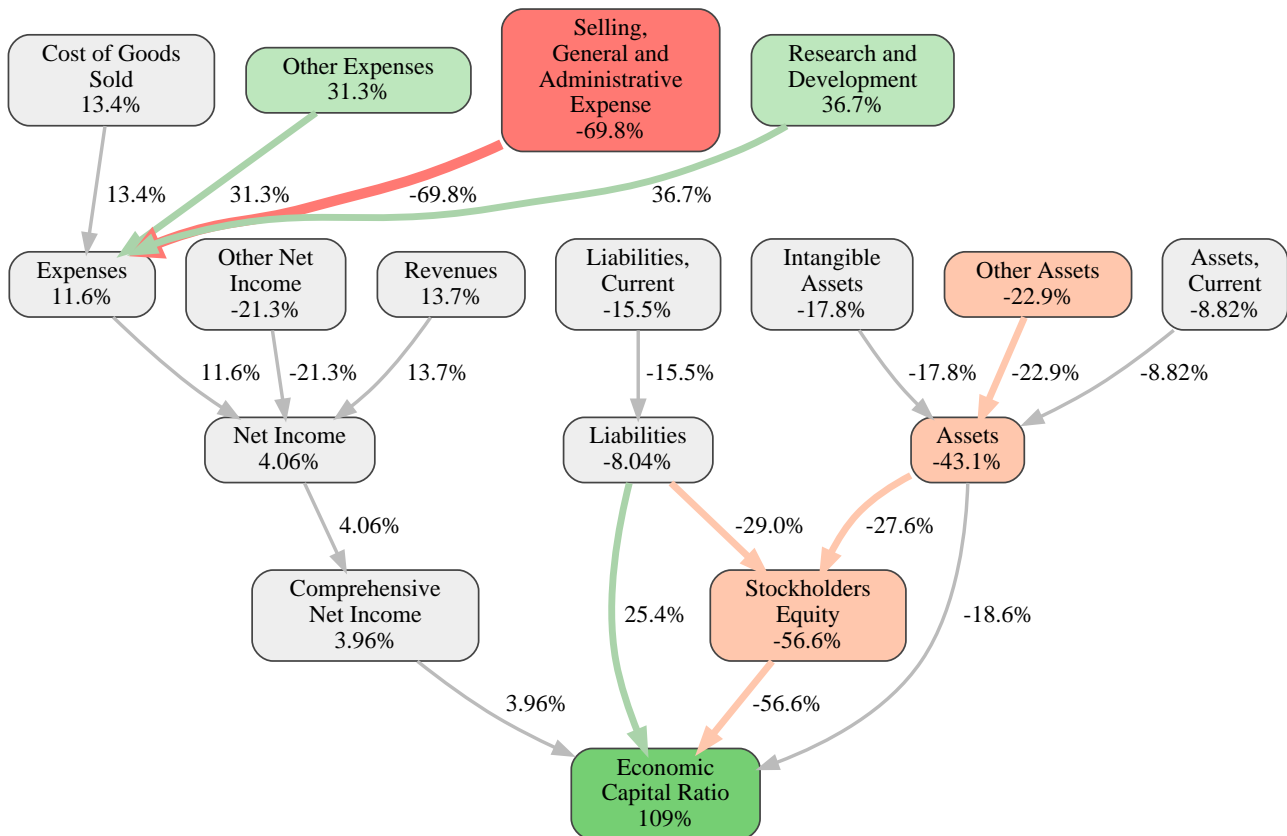 Cost of Goods
Sold
13.4%
Other Expenses
31.3%
Selling,
General and
Administrative
Expense
-69.8%
Research and
Development
36.7%
13.4%
31.3%
-69.8%
36.7%
Expenses
11.6%
Other Net
Income
-21.3%
Revenues
13.7%
Liabilities,
Current
-15.5%
Intangible
Assets
-17.8%
Other Assets
-22.9%
Assets,
Current
-8.82%
11.6%
-21.3%
13.7%
-15.5%
-17.8%
-22.9%
-8.82%
Net Income
4.06%
Liabilities
-8.04%
Assets
-43.1%
4.06%
-29.0%
-27.6%
Comprehensive
Net Income
3.96%
25.4%
Stockholders
Equity
-56.6%
-18.6%
3.96%
-56.6%
Economic
Capital Ratio
109%